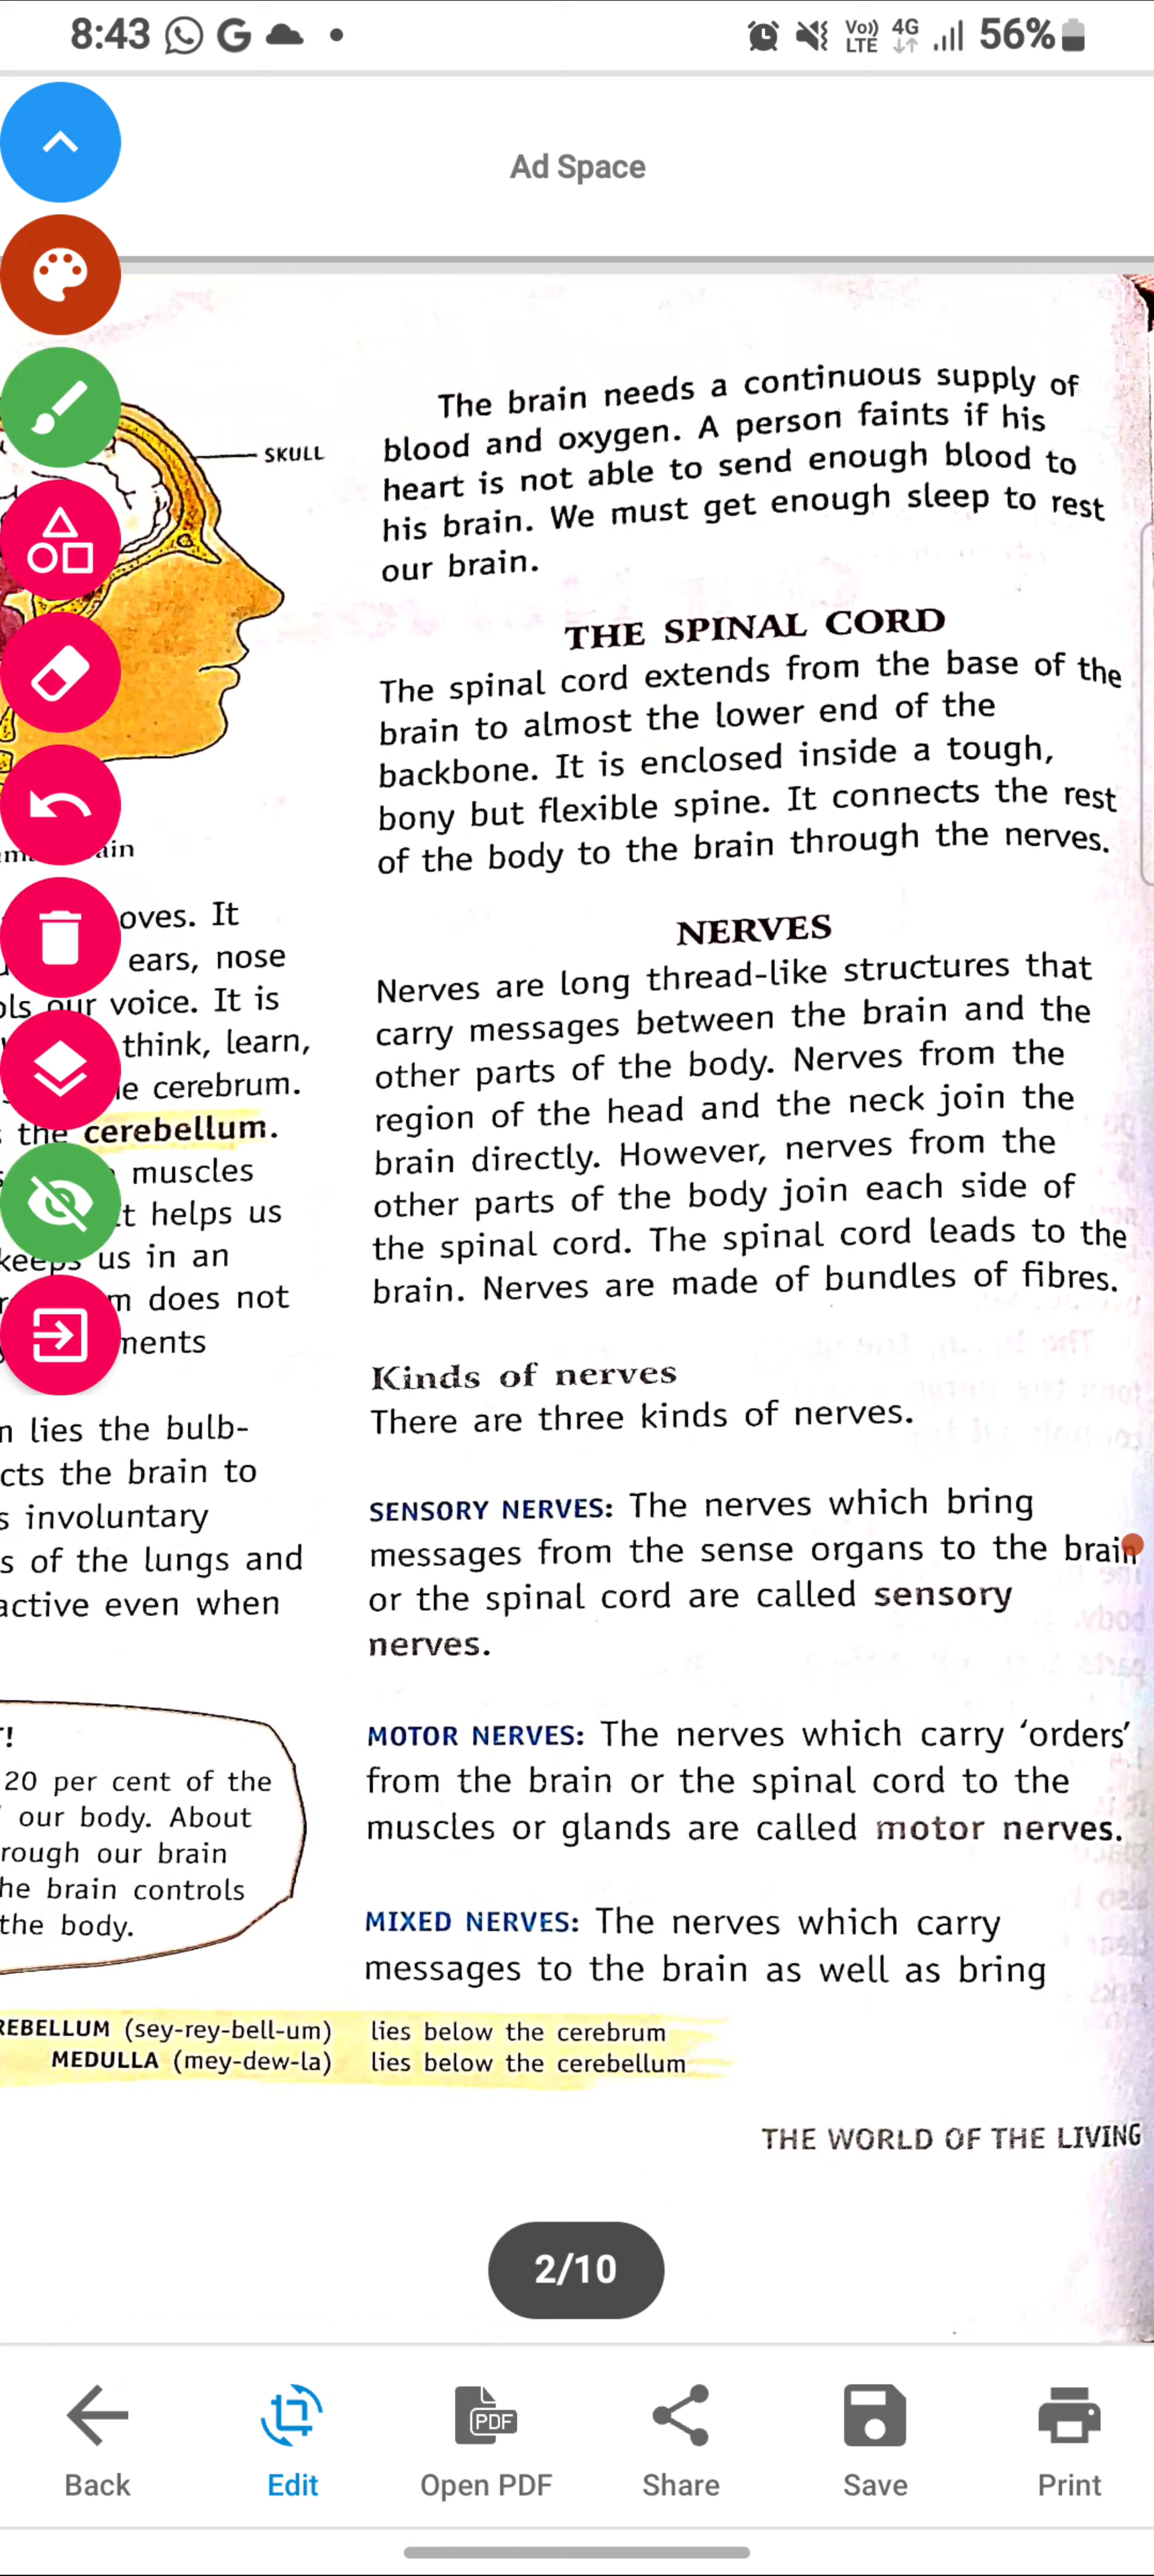 8:43
Vo)) LTE 4G 56%
Ad Space
SKULL
ain
oves. It
ears, nose
our voice. It is
think, learn,
cerebrum.
the cerebellum.
muscles
helps us
keeps us in an
does not
lies the bulb-
cts the brain to
involuntary
of the lungs and
active even when
20 per cent of the
our body. About
rough our brain
he brain controls
the body.
The brain needs a continuous supply of
blood and oxygen. A person faints if his
heart is not able to send enough blood to
his brain. We must get enough sleep to rest
our brain.
THE SPINAL CORD
The spinal cord extends from the base of the
brain to almost the lower end of the
backbone. It is enclosed inside a tough,
bony but flexible spine. It connects the rest
of the body to the brain through the nerves.
NERVES
Nerves are long thread-like structures that
carry messages between the brain and the
other parts of the body. Nerves from the
region of the head and the neck join the
brain directly. However, nerves from the
other parts of the body join each side of
the spinal cord. The spinal cord leads to the
brain. Nerves are made of bundles of fibres.
Kinds of nerves
There are three kinds of nerves.
SENSORY NERVES: The nerves which bring
messages from the sense organs to the brain
or the spinal cord are called sensory
nerves.
MOTOR NERVES: The nerves which carry ‘orders’
from the brain or the spinal cord to the
muscles or glands are called motor nerves.
MIXED NERVES: The nerves which carry
messages to the brain as well as bring
REBELLUM (sey-rey-bell-um) lies below the cerebrum
MEDULLA (mey-dew-la) lies below the cerebellum
THE WORLD OF THE LIVING
2/10
Back Edit PDF Open PDF Share Save Print